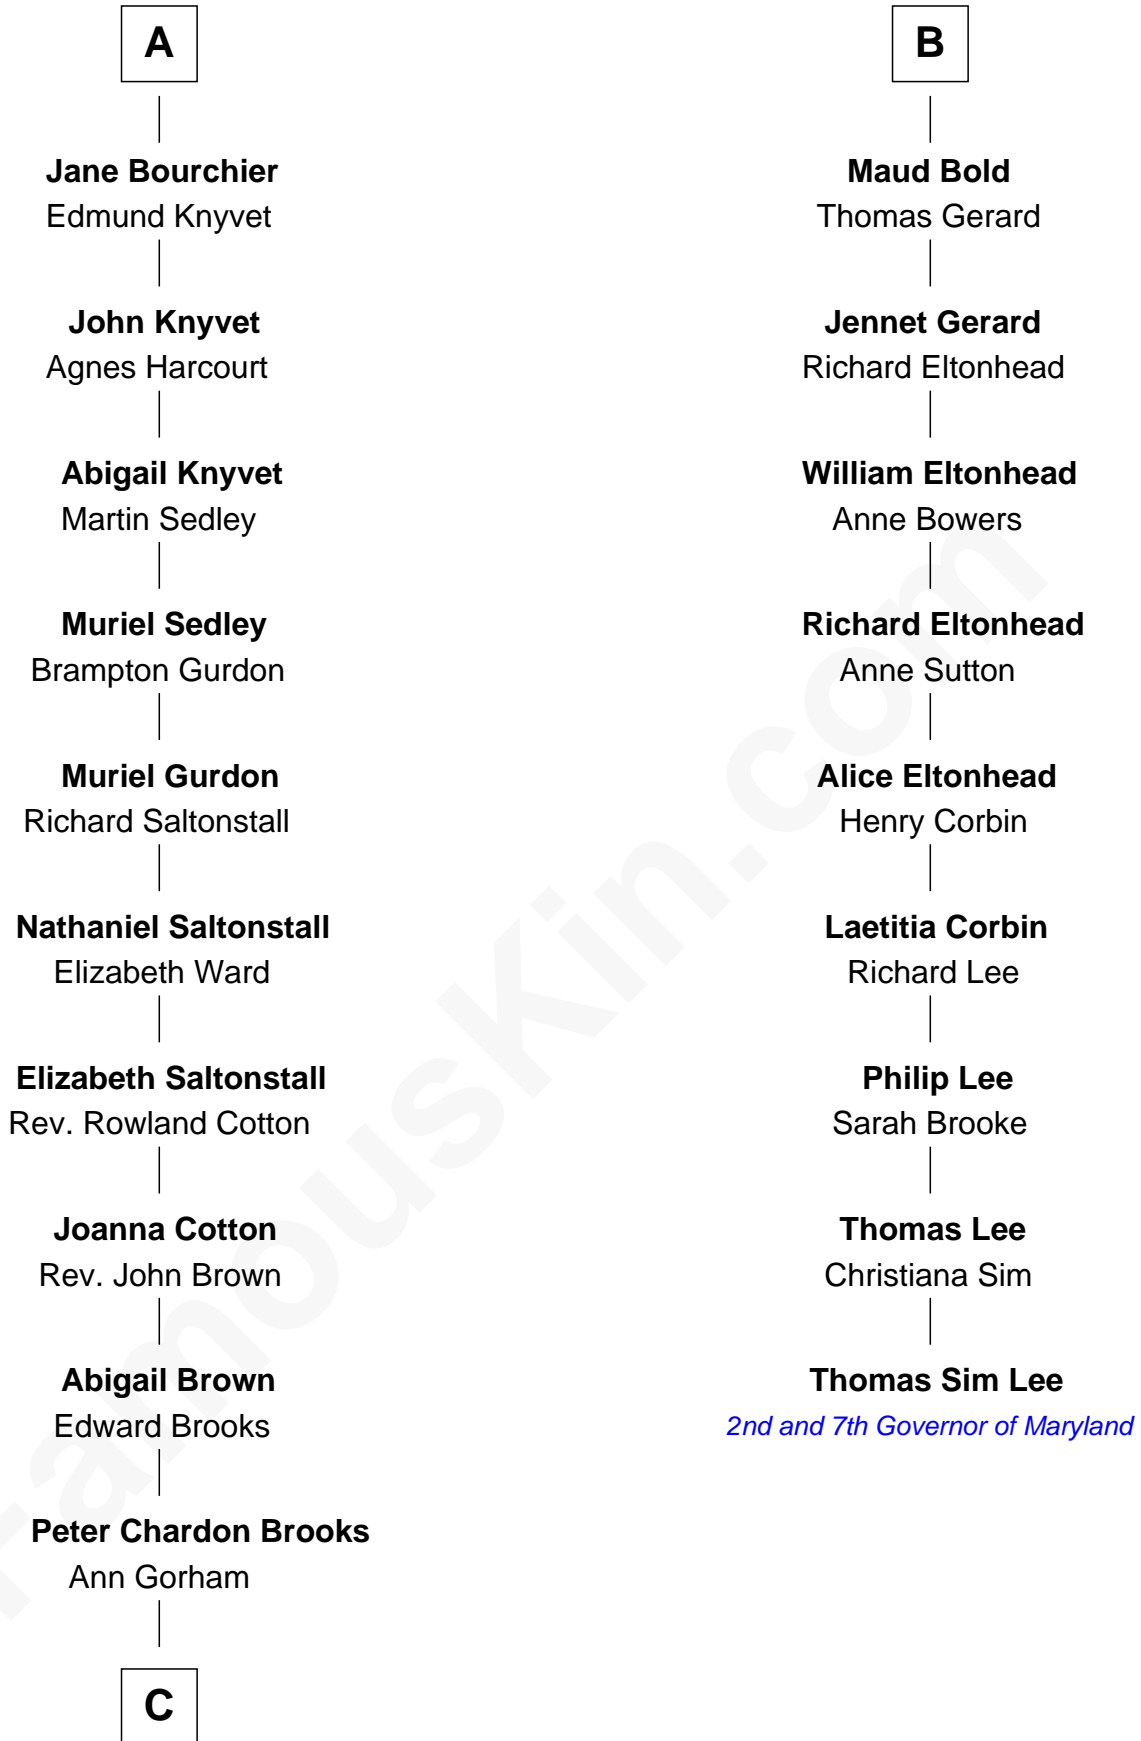 A
Jane Bourchier
Edmund Knyvet
John Knyvet
Agnes Harcourt
Abigail Knyvet
Martin Sedley
Muriel Sedley
Brampton Gurdon
Muriel Gurdon
Richard Saltonstall
Nathaniel Saltonstall
Elizabeth Ward
Elizabeth Saltonstall
Rev. Rowland Cotton
Joanna Cotton
Rev. John Brown
Abigail Brown
Edward Brooks
Peter Chardon Brooks
Ann Gorham
C
B
Maud Bold
Thomas Gerard
Jennet Gerard
Richard Eltonhead
William Eltonhead
Anne Bowers
Richard Eltonhead
Anne Sutton
Alice Eltonhead
Henry Corbin
Laetitia Corbin
Richard Lee
Philip Lee
Sarah Brooke
Thomas Lee
Christiana Sim
Thomas Sim Lee
2nd and 7th Governor of Maryland
FamousKin.com